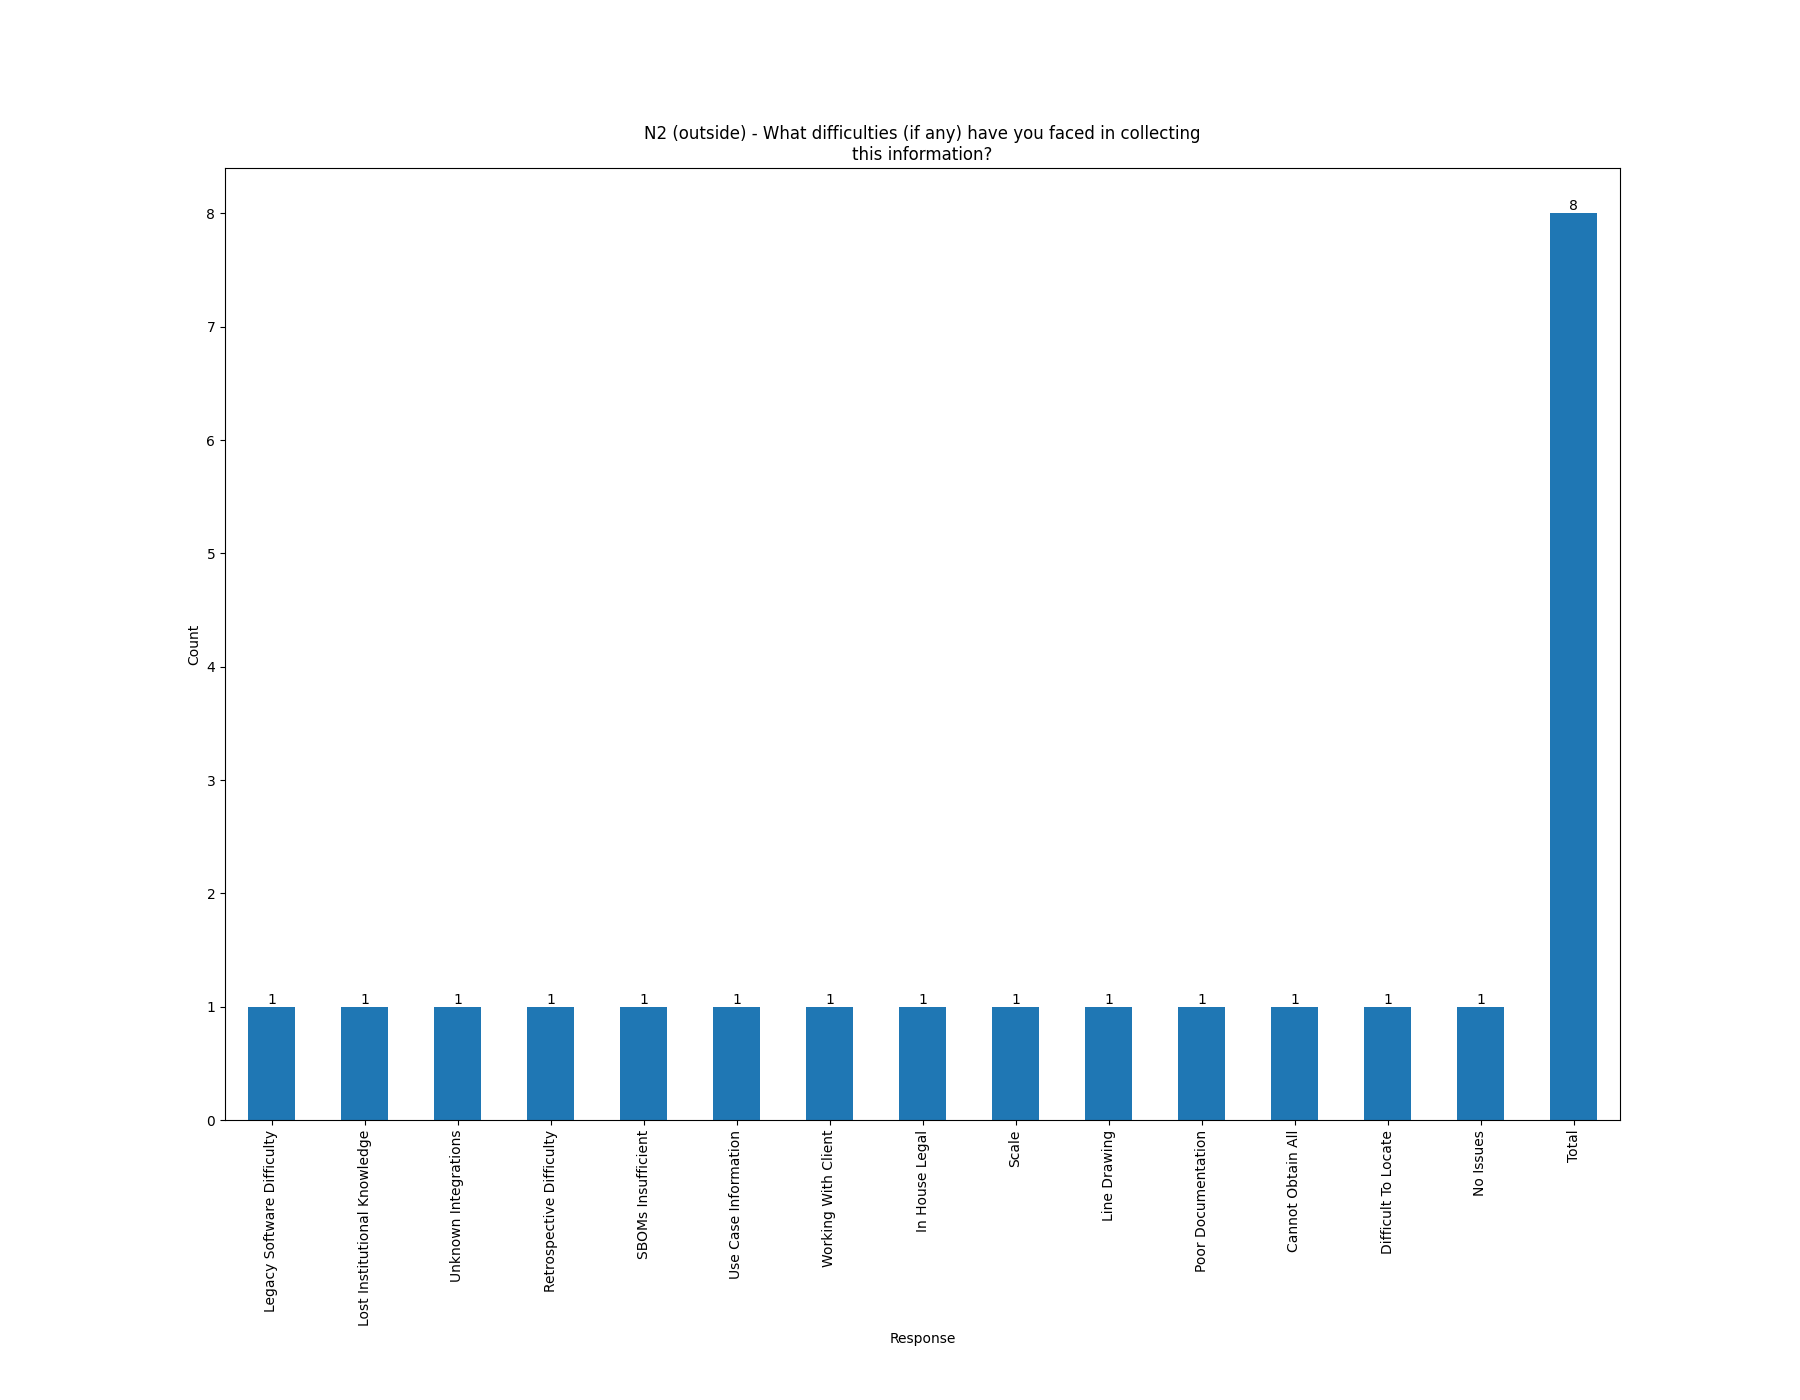 N2 (outside) - What difficulties (if any) have you faced in collecting
this information?
8
7
6
5
4
3
2
1
0
Count
1
1
1
1
1
1
1
1
1
1
1
1
1
1
8
Legacy Software Difficulty
Lost Institutional Knowledge
Unknown Integrations
Retrospective Difficulty
SBOMs Insufficient
Use Case Information
Working With Client
In House Legal
Scale
Line Drawing
Poor Documentation
Cannot Obtain All
Difficult To Locate
No Issues
Total
Response